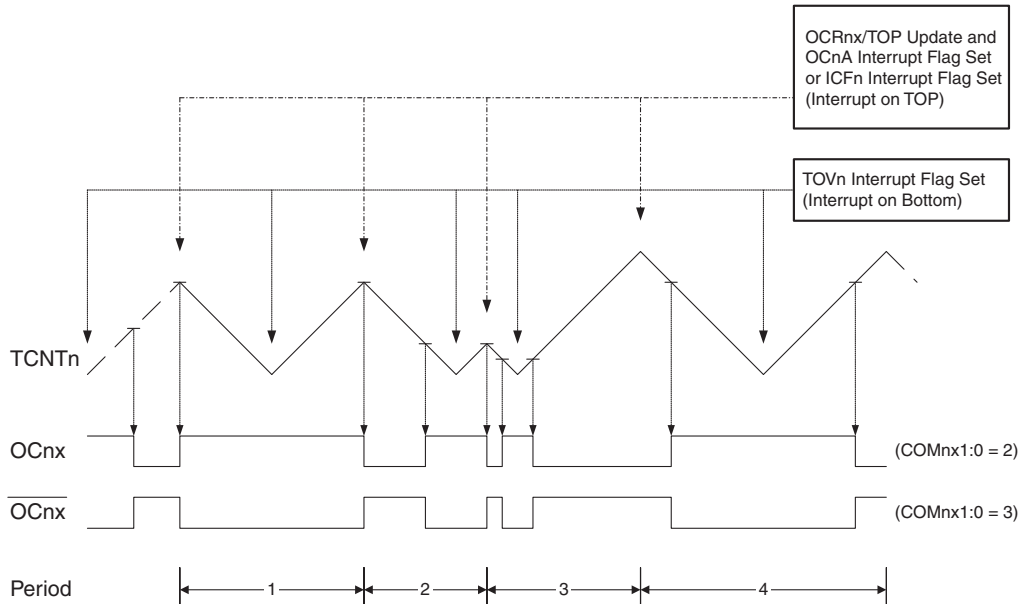 OCRnx/TOP Update and
OCnA Interrupt Flag Set
or ICFn Interrupt Flag Set
(Interrupt on TOP)
TOVn Interrupt Flag Set
(Interrupt on Bottom)
TCNTn
OCnx (COMnx1:0 = 2)
OCnx (COMnx1:0 = 3)
Period 1 2 3 4